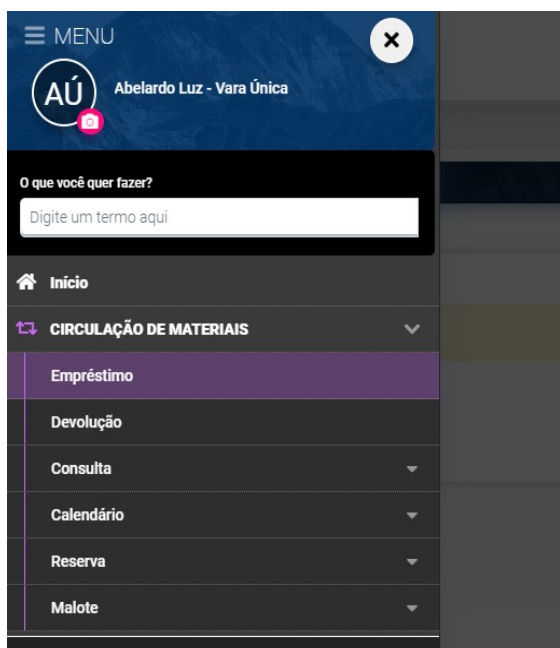 MENU
AÚ
Abelardo Luz - Vara Única
O que você quer fazer?
Digite um termo aqui
Início
CIRCULAÇÃO DE MATERIAIS
Empréstimo
Devolução
Consulta
Calendário
Reserva
Malote